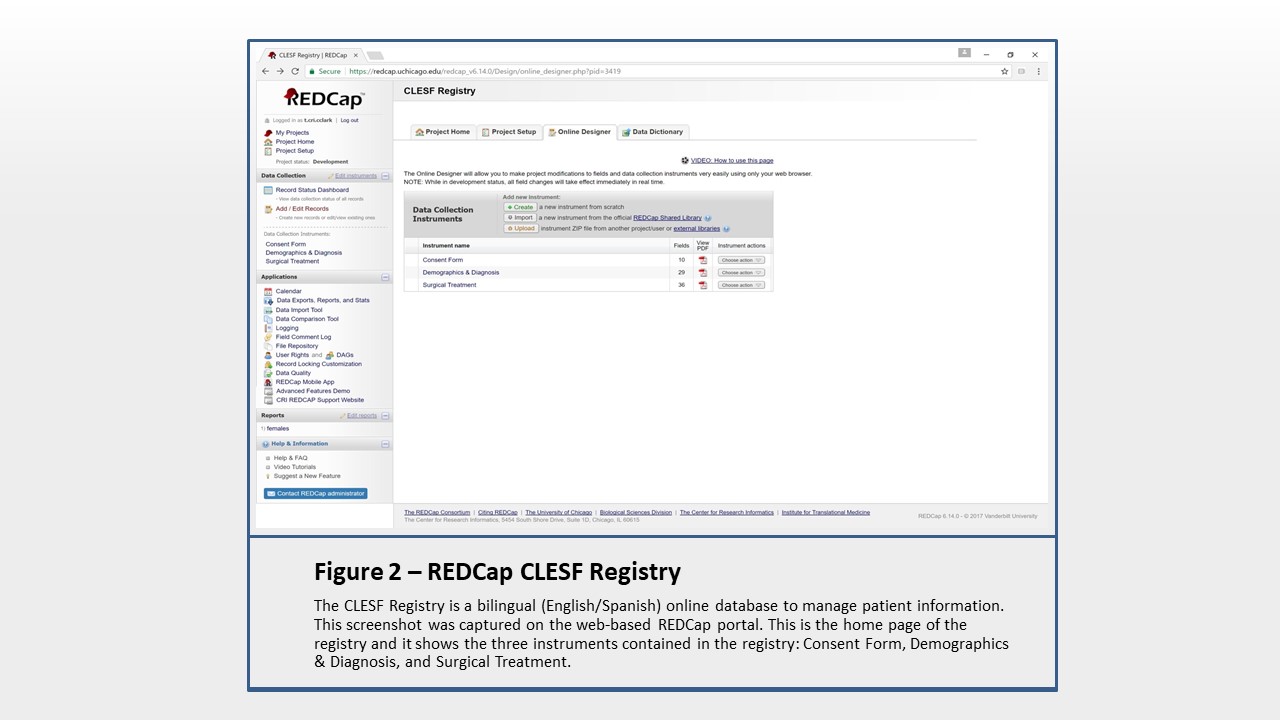 CLESF Registry | REDCap
Secure https://redcap.uchicago.edu/redcap_v6.14.0/Design/online_designer.php?pid=3419
REDCap
Logged in as t.cri.cclark | Log out
My Projects
Project Home
Project Setup
Project status: Development
Data Collection Edit instruments
Record Status Dashboard
- View data collection status of all records
Add / Edit Records
- Create new records or edit/view existing ones
Data Collection Instruments:
Consent Form
Demographics & Diagnosis
Surgical Treatment
Applications
Calendar
Data Exports, Reports, and Stats
Data Import Tool
Data Comparison Tool
Logging
Field Comment Log
File Repository
User Rights and DAGs
Record Locking Customization
Data Quality
REDCap Mobile App
Advanced Features Demo
CRI REDCAP Support Website
Reports Edit reports
1) females
Help & Information
Help & FAQ
Video Tutorials
Suggest a New Feature
Contact REDCap administrator
CLESF Registry
Project Home Project Setup Online Designer Data Dictionary
VIDEO: How to use this page
The Online Designer will allow you to make project modifications to fields and data collection instruments very easily using only your web browser.
NOTE: While in development status, all field changes will take effect immediately in real time.
Data Collection Instruments
Add new instrument:
Create a new instrument from scratch
Import a new instrument from the official REDCap Shared Library
Upload instrument ZIP file from another project/user or external libraries
Instrument name Fields View PDF Instrument actions
Consent Form 10 Choose action
Demographics & Diagnosis 29 Choose action
Surgical Treatment 36 Choose action
The REDCap Consortium | Citing REDCap | The University of Chicago | Biological Sciences Division | The Center for Research Informatics | Institute for Translational Medicine
The Center for Research Informatics, 5454 South Shore Drive, Suite 1D, Chicago, IL 60615
REDCap 6.14.0 - © 2017 Vanderbilt University
Figure 2 – REDCap CLESF Registry
The CLESF Registry is a bilingual (English/Spanish) online database to manage patient information.
This screenshot was captured on the web-based REDCap portal. This is the home page of the
registry and it shows the three instruments contained in the registry: Consent Form, Demographics
& Diagnosis, and Surgical Treatment.